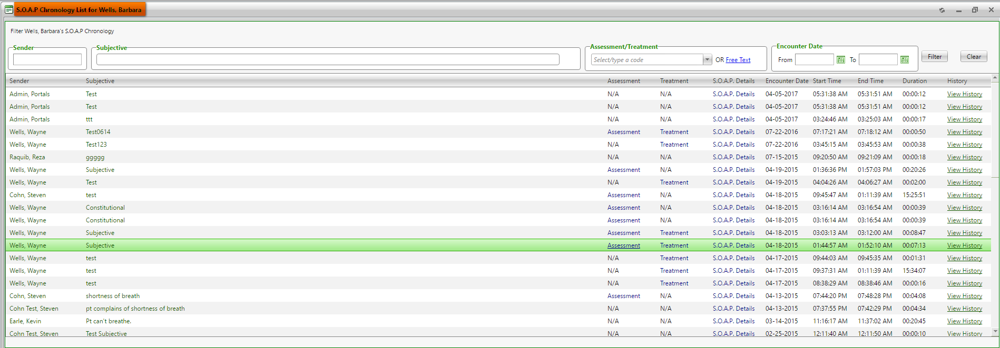 S.O.A.P Chronology List for Wells, Barbara
Filter Wells, Barbara's S.O.A.P Chronology
Sender Subjective Assessment/Treatment Encounter Date
Select/type a code OR Free Text From To Filter Clear
Sender Subjective Assessment Treatment S.O.A.P. Details Encounter Date Start Time End Time Duration History
Admin, Portals Test N/A N/A S.O.A.P. Details 04-05-2017 05:31:38 AM 05:31:51 AM 00:00:12 View History
Admin, Portals Test N/A N/A S.O.A.P. Details 04-05-2017 05:31:38 AM 05:31:51 AM 00:00:12 View History
Admin, Portals ttt N/A N/A S.O.A.P. Details 04-05-2017 03:24:46 AM 03:25:03 AM 00:00:17 View History
Wells, Wayne Test0614 Assessment Treatment S.O.A.P. Details 07-22-2016 07:17:21 AM 07:18:12 AM 00:00:50 View History
Wells, Wayne Test123 N/A Treatment S.O.A.P. Details 07-22-2016 03:45:15 AM 03:45:53 AM 00:00:38 View History
Raquib, Reza ggggg N/A N/A S.O.A.P. Details 07-15-2015 09:20:50 AM 09:21:09 AM 00:00:18 View History
Wells, Wayne Subjective Assessment N/A S.O.A.P. Details 04-19-2015 01:36:36 PM 01:57:03 PM 00:20:26 View History
Wells, Wayne Test N/A Treatment S.O.A.P. Details 04-19-2015 04:04:26 AM 04:06:27 AM 00:02:00 View History
Cohn, Steven test Assessment N/A S.O.A.P. Details 04-18-2015 09:45:47 AM 01:11:39 AM 15:25:51 View History
Wells, Wayne Constitutional Assessment N/A S.O.A.P. Details 04-18-2015 03:16:14 AM 03:16:54 AM 00:00:39 View History
Wells, Wayne Constitutional Assessment N/A S.O.A.P. Details 04-18-2015 03:16:14 AM 03:16:54 AM 00:00:39 View History
Wells, Wayne Subjective Assessment Treatment S.O.A.P. Details 04-18-2015 03:03:13 AM 03:12:00 AM 00:08:47 View History
Wells, Wayne Subjective Assessment Treatment S.O.A.P. Details 04-18-2015 01:44:57 AM 01:52:10 AM 00:07:13 View History
Wells, Wayne test N/A Treatment S.O.A.P. Details 04-17-2015 09:44:03 AM 09:45:35 AM 00:01:31 View History
Wells, Wayne test N/A Treatment S.O.A.P. Details 04-17-2015 09:37:31 AM 01:11:39 AM 15:34:07 View History
Wells, Wayne test N/A Treatment S.O.A.P. Details 04-17-2015 08:38:29 AM 08:38:46 AM 00:00:16 View History
Cohn, Steven shortness of breath Assessment N/A S.O.A.P. Details 04-13-2015 07:44:20 PM 07:48:28 PM 00:04:08 View History
Cohn Test, Steven pt complains of shortness of breath N/A N/A S.O.A.P. Details 04-13-2015 07:37:55 PM 07:42:29 PM 00:04:34 View History
Earle, Kevin Pt can't breathe. N/A N/A S.O.A.P. Details 03-14-2015 11:16:17 AM 11:37:02 AM 00:20:45 View History
Cohn Test, Steven Test Subjective N/A N/A S.O.A.P. Details 02-25-2015 12:11:40 AM 12:11:50 AM 00:00:10 View History